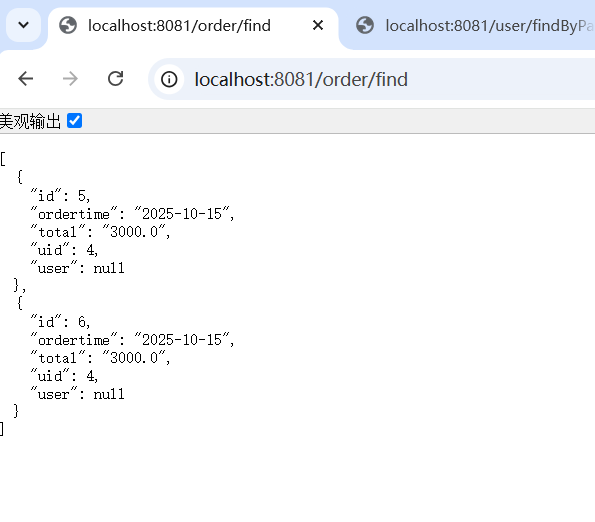 localhost:8081/order/find
localhost:8081/user/findByPa
localhost:8081/order/find
美观输出
[
  {
    "id": 5,
    "ordertime": "2025-10-15",
    "total": "3000.0",
    "uid": 4,
    "user": null
  },
  {
    "id": 6,
    "ordertime": "2025-10-15",
    "total": "3000.0",
    "uid": 4,
    "user": null
  }
]